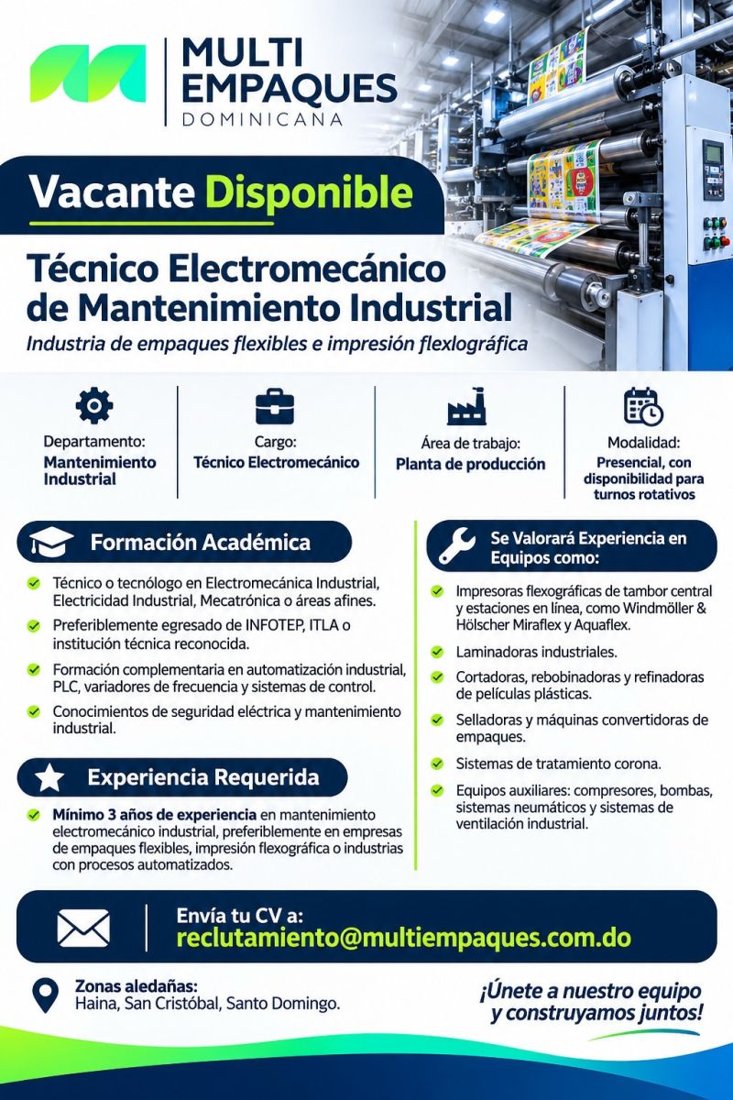 MULTI
EMPAQUES
DOMINICANA
Vacante Disponible
Técnico Electromecánico
de Mantenimiento Industrial
Industria de empaques flexibles e impresión flexlográfica
Departamento:
Mantenimiento
Industrial
Cargo:
Técnico Electromecánico
Área de trabajo:
Planta de producción
Modalidad:
Presencial, con
disponibilidad para
turnos rotativos
Formación Académica
Técnico o tecnólogo en Electromecánica Industrial,
Electricidad Industrial, Mecatrónica o áreas afines.
Preferiblemente egresado de INFOTEP, ITLA o
institución técnica reconocida.
Formación complementaria en automatización industrial,
PLC, variadores de frecuencia y sistemas de control.
Conocimientos de seguridad eléctrica y mantenimiento
industrial.
Experiencia Requerida
Mínimo 3 años de experiencia en mantenimiento
electromecánico industrial, preferiblemente en empresas
de empaques flexibles, impresión flexográfica o industrias
con procesos automatizados.
Se Valorará Experiencia en
Equipos como:
Impresoras flexográficas de tambor central
y estaciones en línea, como Windmöller &
Hölscher Miraflex y Aquaflex.
Laminadoras industriales.
Cortadoras, rebobinadoras y refinadoras
de películas plásticas.
Selladoras y máquinas convertidoras de
empaques.
Sistemas de tratamiento corona.
Equipos auxiliares: compresores, bombas,
sistemas neumáticos y sistemas de
ventilación industrial.
Envía tu CV a:
reclutamiento@multiempaques.com.do
Zonas aledañas:
Haina, San Cristóbal, Santo Domingo.
¡Únete a nuestro equipo
y construyamos juntos!